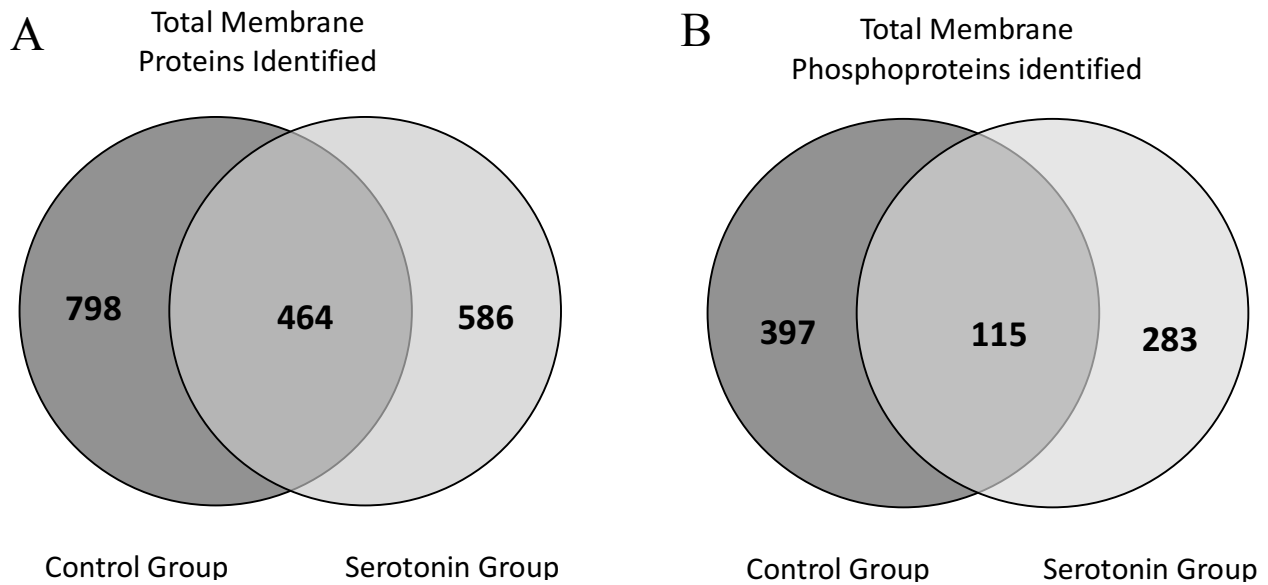 A
Total Membrane
Proteins Identified
798
464
586
Control Group
Serotonin Group
B
Total Membrane
Phosphoproteins identified
397
115
283
Control Group
Serotonin Group